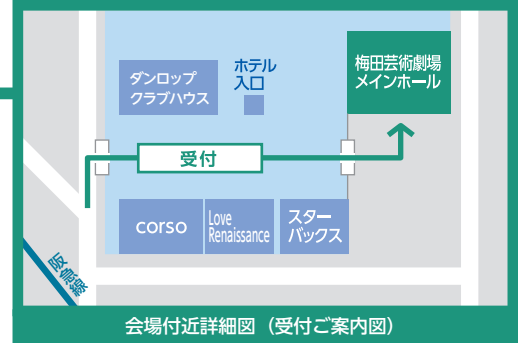 ダンロップ
クラブハウス
ホテル
入口
梅田芸術劇場
メインホール
受付
corso
Love
Renaissance
スター
バックス
阪急線
会場付近詳細図（受付ご案内図）